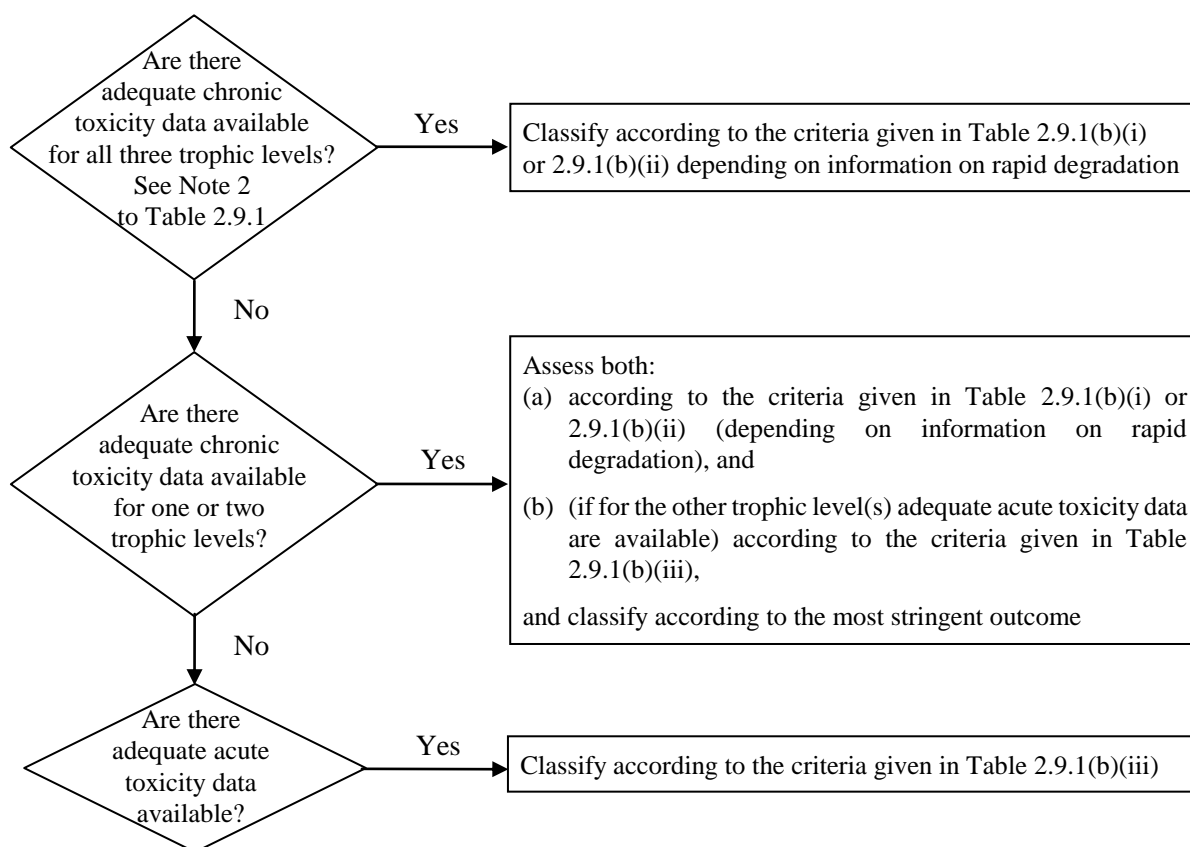 Are there
adequate chronic
toxicity data available
for all three trophic levels?
See Note 2
to Table 2.9.1
Yes
Classify according to the criteria given in Table 2.9.1(b)(i)
or 2.9.1(b)(ii) depending on information on rapid degradation
No
Are there
adequate chronic
toxicity data available
for one or two
trophic levels?
Yes
Assess both:
(a) according to the criteria given in Table 2.9.1(b)(i) or
2.9.1(b)(ii) (depending on information on rapid
degradation), and
(b) (if for the other trophic level(s) adequate acute toxicity data
are available) according to the criteria given in Table
2.9.1(b)(iii),
and classify according to the most stringent outcome
No
Are there
adequate acute
toxicity data
available?
Yes
Classify according to the criteria given in Table 2.9.1(b)(iii)